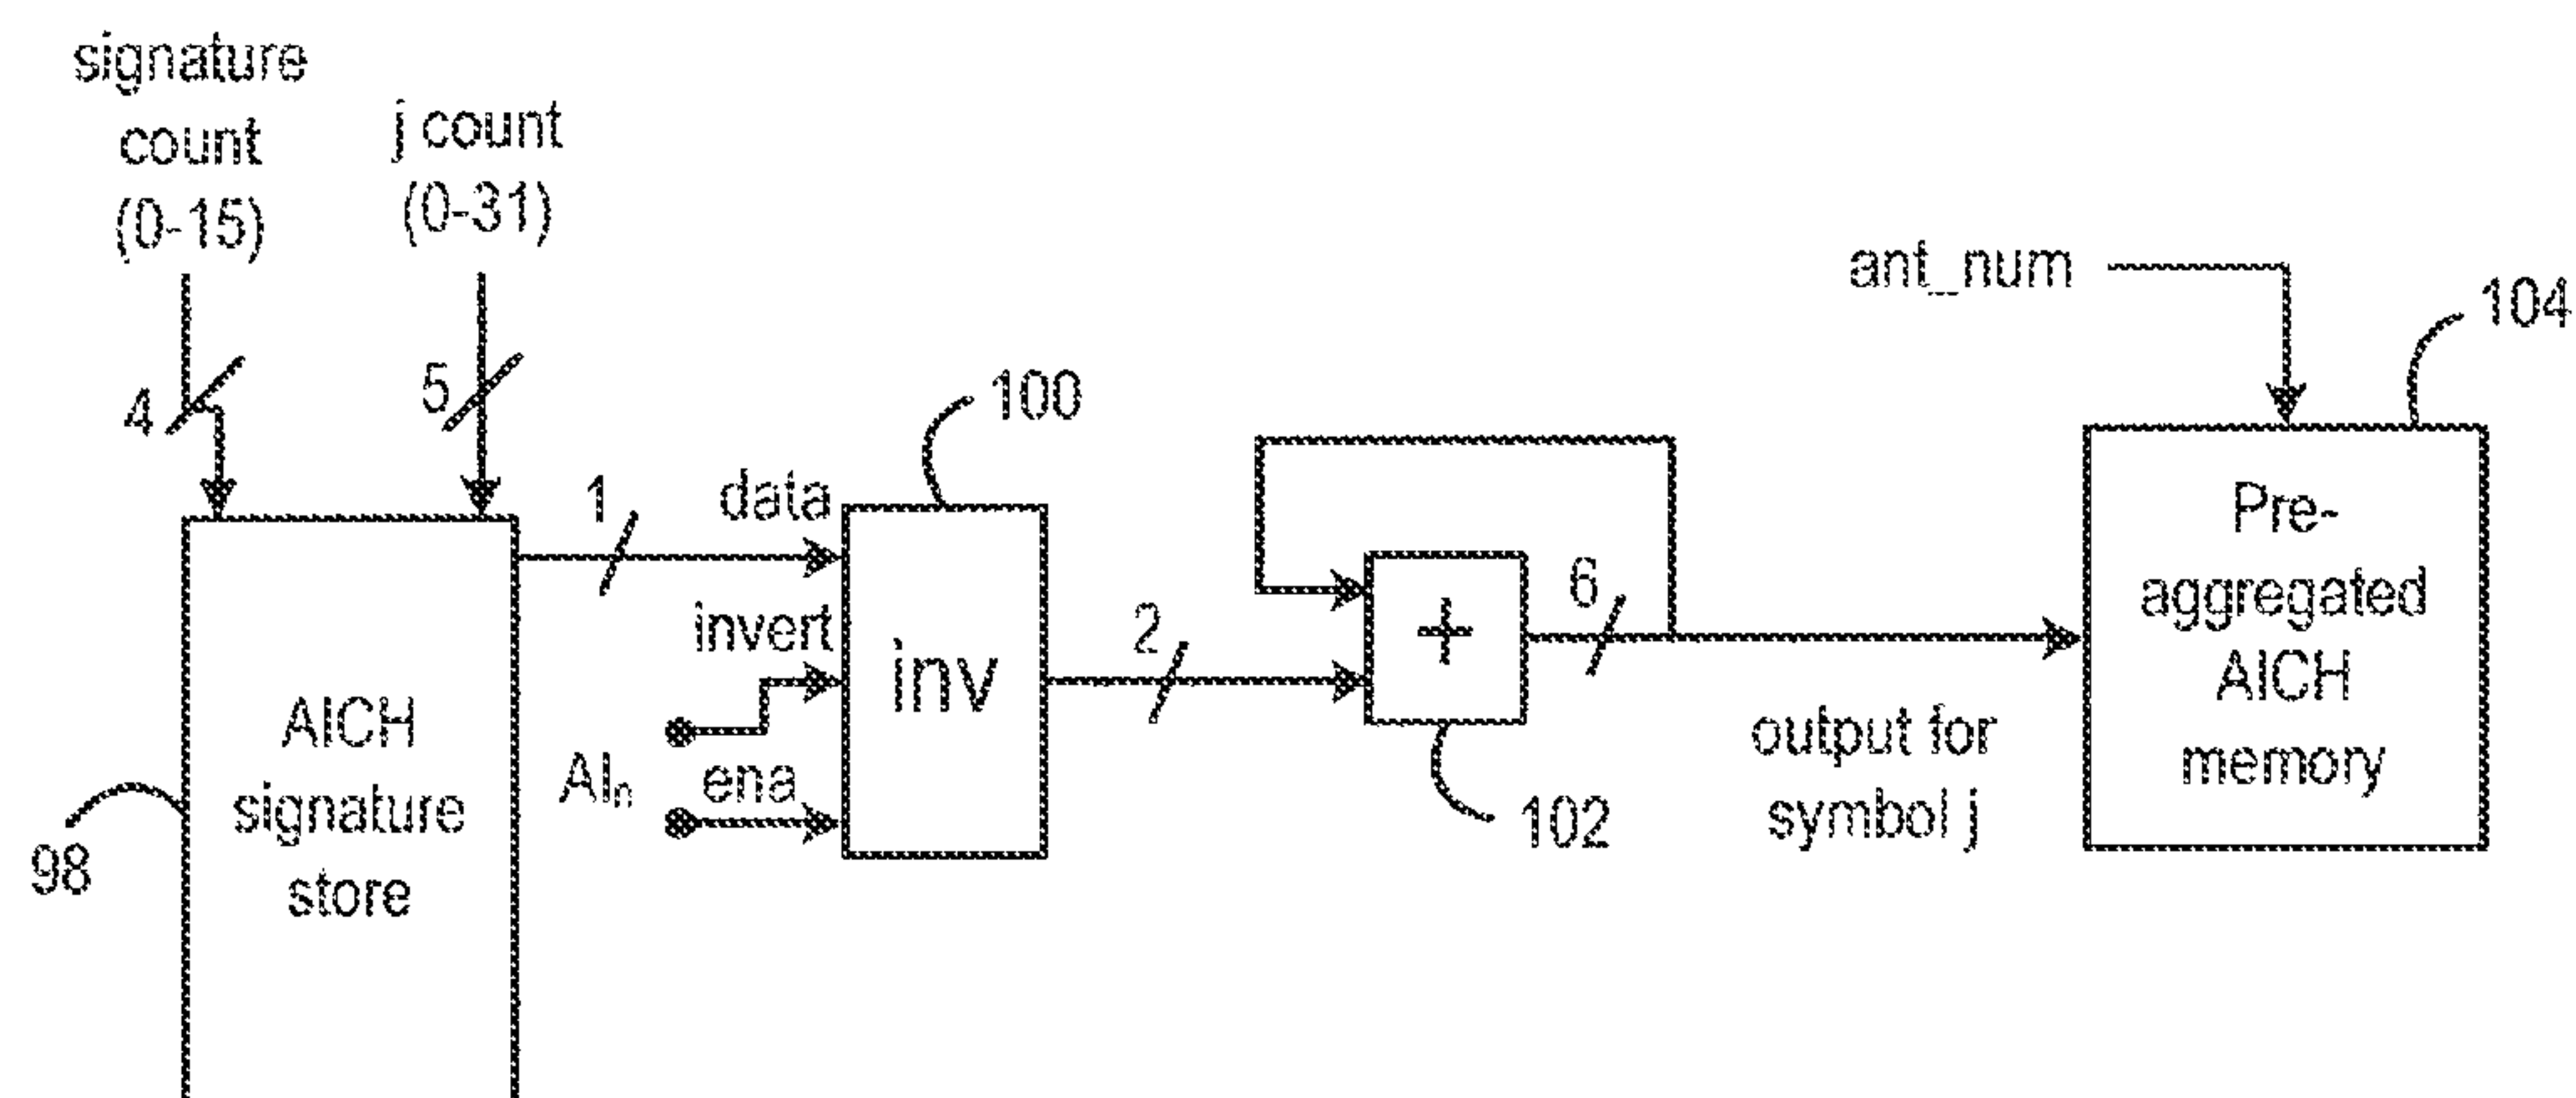 signature
count
(0-15)
j count
(0-31)
4
5
ant_num
104
100
1
data
invert
AIₙ
ena
inv
2
+
6
102
output for
symbol j
Pre-
aggregated
AICH
memory
AICH
signature
store
98